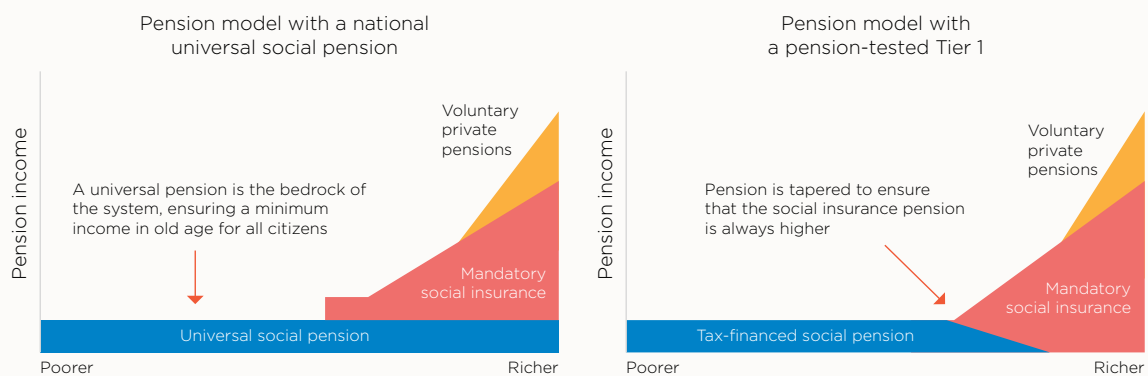 Pension model with a national
universal social pension
Pension income
Voluntary
private
pensions
A universal pension is the bedrock of
the system, ensuring a minimum
income in old age for all citizens
Mandatory
social insurance
Universal social pension
Poorer
Richer
Pension model with
a pension-tested Tier 1
Pension income
Voluntary
private
pensions
Pension is tapered to ensure
that the social insurance pension
is always higher
Mandatory
social insurance
Tax-financed social pension
Poorer
Richer